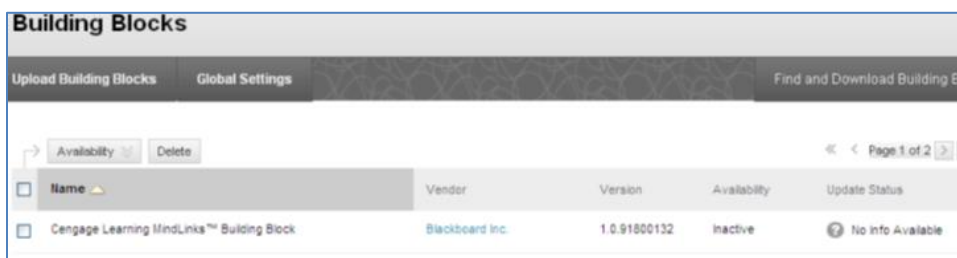 Building Blocks
Upload Building Blocks Global Settings Find and Download Building
Availability Delete Page 1 of 2
Name Vendor Version Availability Update Status
Cengage Learning MindLinks™ Building Block Blackboard Inc. 1.0.91800132 Inactive No Info Available